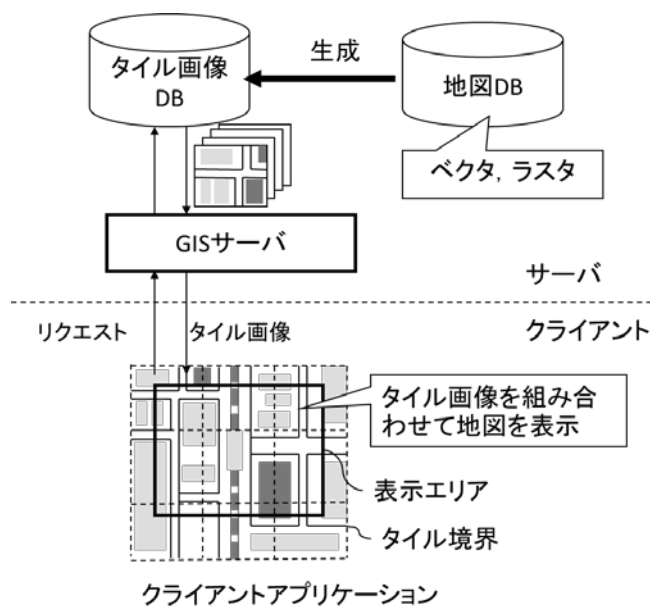 生成
タイル画像
DB
地図DB
ベクタ，ラスタ
GISサーバ
サーバ
リクエスト
タイル画像
クライアント
タイル画像を組み合
わせて地図を表示
表示エリア
タイル境界
クライアントアプリケーション